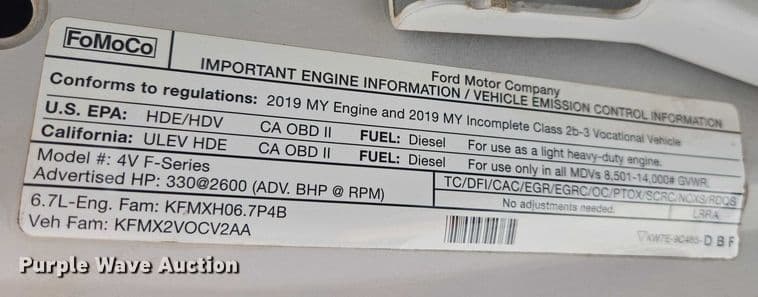 FoMoCo
Ford Motor Company
IMPORTANT ENGINE INFORMATION / VEHICLE EMISSION CONTROL INFORMATION
Conforms to regulations: 2019 MY Engine and 2019 MY Incomplete Class 2b-3 Vocational Vehicle
U.S. EPA: HDE/HDV CA OBD II FUEL: Diesel For use as a light heavy-duty engine.
California: ULEV HDE CA OBD II FUEL: Diesel For use only in all MDVs 8,501-14,000# GVWR.
Model #: 4V F-Series
Advertised HP: 330@2600 (ADV. BHP @ RPM) TC/DFI/CAC/EGR/EGRC/OC/PTOX/SCRC/NOXS/RDQS
No adjustments needed. LRRA
6.7L-Eng. Fam: KFMXH06.7P4B
Veh Fam: KFMX2VOCV2AA
KW7E-9C485-D B F
Purple Wave Auction